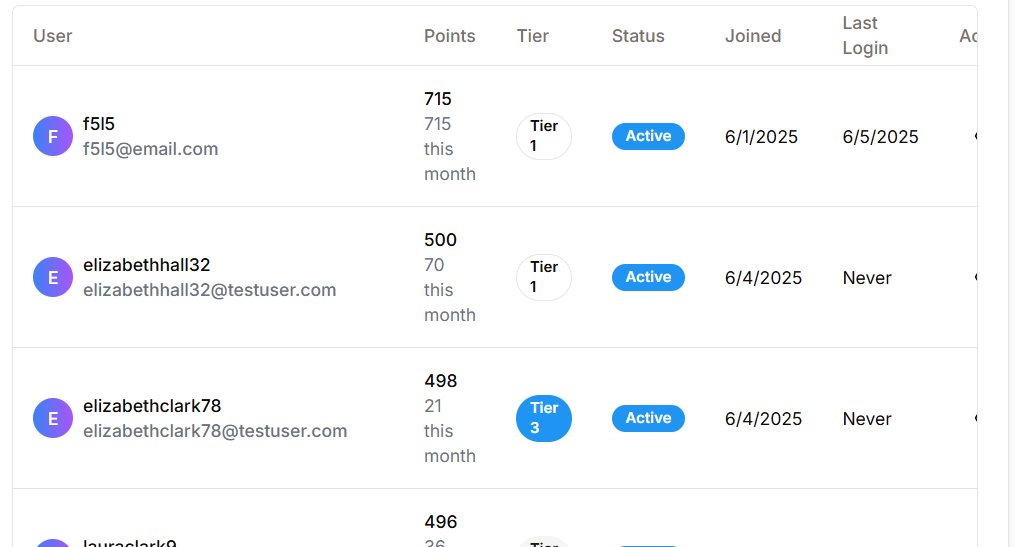 User Points Tier Status Joined Last Login Ac
F
f5l5
f5l5@email.com
715
715
this
month
Tier
1
Active
6/1/2025
6/5/2025
E
elizabethhall32
elizabethhall32@testuser.com
500
70
this
month
Tier
1
Active
6/4/2025
Never
E
elizabethclark78
elizabethclark78@testuser.com
498
21
this
month
Tier
3
Active
6/4/2025
Never
lauraclark9
496
36
Tier